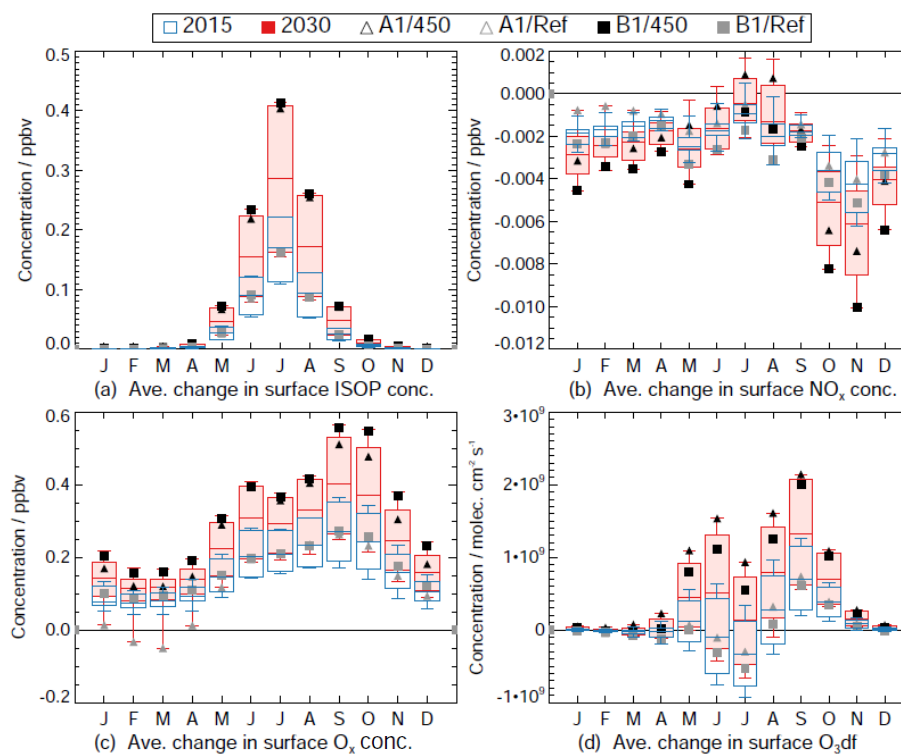 2015 2030 A1/450 A1/Ref B1/450 B1/Ref
Concentration / ppbv
0.5
0.4
0.3
0.2
0.1
0.0
J F M A M J J A S O N D
(a) Ave. change in surface ISOP conc.
Concentration / ppbv
0.002
0.000
-0.002
-0.004
-0.006
-0.008
-0.010
-0.012
J F M A M J J A S O N D
(b) Ave. change in surface NOx conc.
Concentration / ppbv
0.6
0.4
0.2
0.0
-0.2
J F M A M J J A S O N D
(c) Ave. change in surface Ox conc.
Concentration / molec. cm⁻² s⁻¹
3•10⁹
2•10⁹
1•10⁹
0
-1•10⁹
J F M A M J J A S O N D
(d) Ave. change in surface O₃df